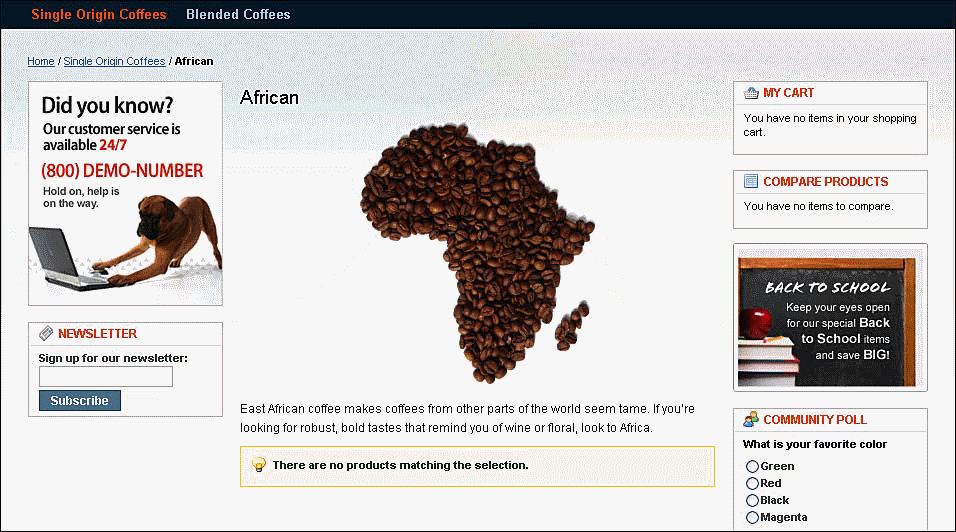 Single Origin Coffees Blended Coffees
Home / Single Origin Coffees / African
Did you know?
Our customer service is
available 24/7
(800) DEMO-NUMBER
Hold on, help is
on the way.
NEWSLETTER
Sign up for our newsletter:
Subscribe
African
East African coffee makes coffees from other parts of the world seem tame. If you're
looking for robust, bold tastes that remind you of wine or floral, look to Africa.
There are no products matching the selection.
MY CART
You have no items in your shopping
cart.
COMPARE PRODUCTS
You have no items to compare.
BACK TO SCHOOL
Keep your eyes open
for our special Back
to School items
and save BIG!
COMMUNITY POLL
What is your favorite color
Green
Red
Black
Magenta